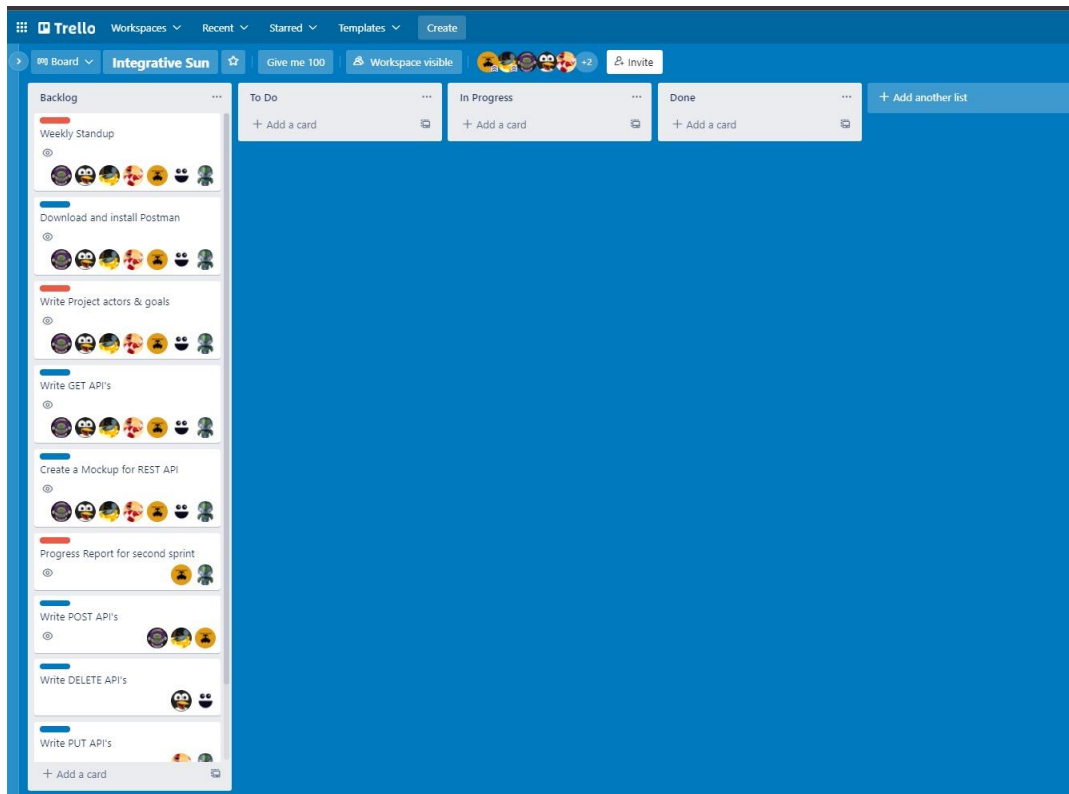 Trello Workspaces Recent Starred Templates Create
Board Integrative Sun Give me 100 Workspace visible +2 Invite
Backlog
Weekly Standup
Download and install Postman
Write Project actors & goals
Write GET API's
Create a Mockup for REST API
Progress Report for second sprint
Write POST API's
Write DELETE API's
Write PUT API's
+ Add a card
To Do
+ Add a card
In Progress
+ Add a card
Done
+ Add a card
+ Add another list